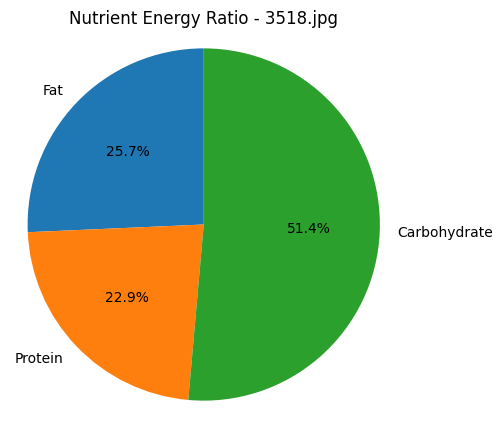 Nutrient Energy Ratio - 3518.jpg
Fat
25.7%
51.4%
Carbohydrate
22.9%
Protein